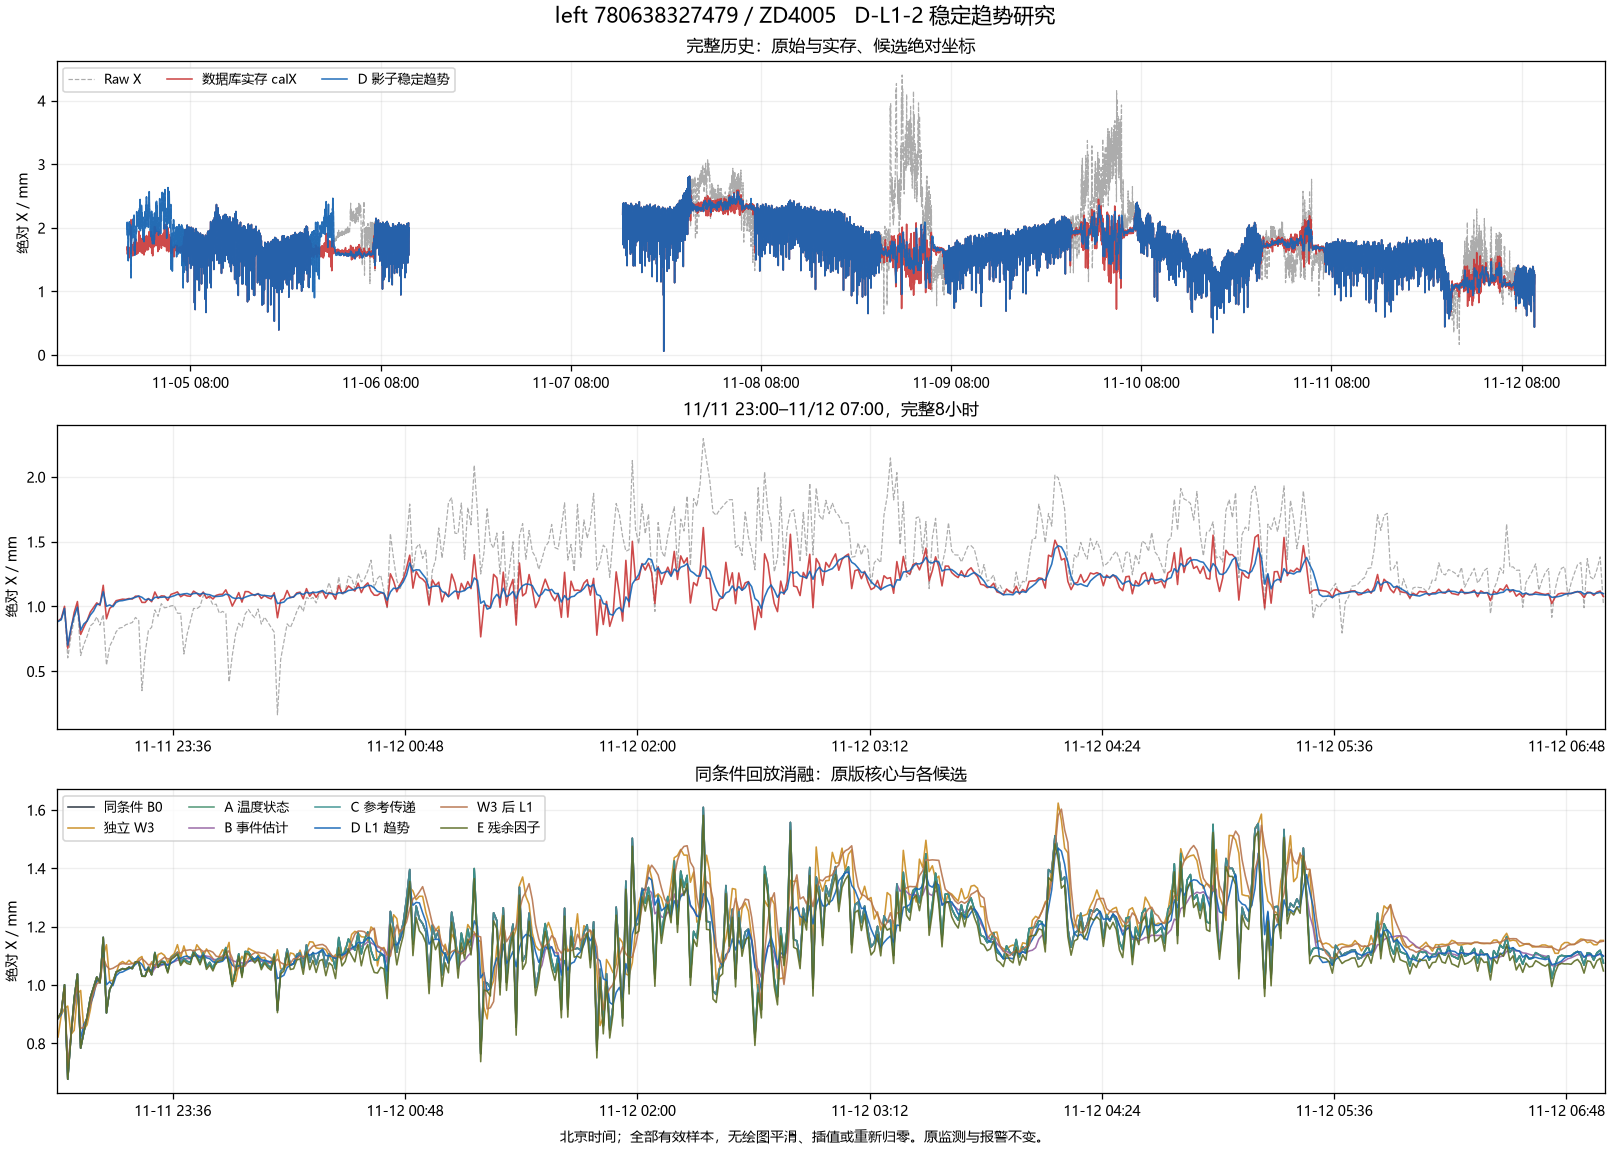 left 780638327479 / ZD4005   D-L1-2 稳定趋势研究
完整历史：原始与实存、候选绝对坐标
Raw X
数据库实存 calX
D 影子稳定趋势
绝对 X / mm
4
3
2
1
0
11-05 08:00
11-06 08:00
11-07 08:00
11-08 08:00
11-09 08:00
11-10 08:00
11-11 08:00
11-12 08:00
11/11 23:00–11/12 07:00，完整8小时
绝对 X / mm
2.0
1.5
1.0
0.5
11-11 23:36
11-12 00:48
11-12 02:00
11-12 03:12
11-12 04:24
11-12 05:36
11-12 06:48
同条件回放消融：原版核心与各候选
同条件 B0
A 温度状态
C 参考传递
W3 后 L1
独立 W3
B 事件估计
D L1 趋势
E 残余因子
绝对 X / mm
1.6
1.4
1.2
1.0
0.8
11-11 23:36
11-12 00:48
11-12 02:00
11-12 03:12
11-12 04:24
11-12 05:36
11-12 06:48
北京时间；全部有效样本，无绘图平滑、插值或重新归零。原监测与报警不变。